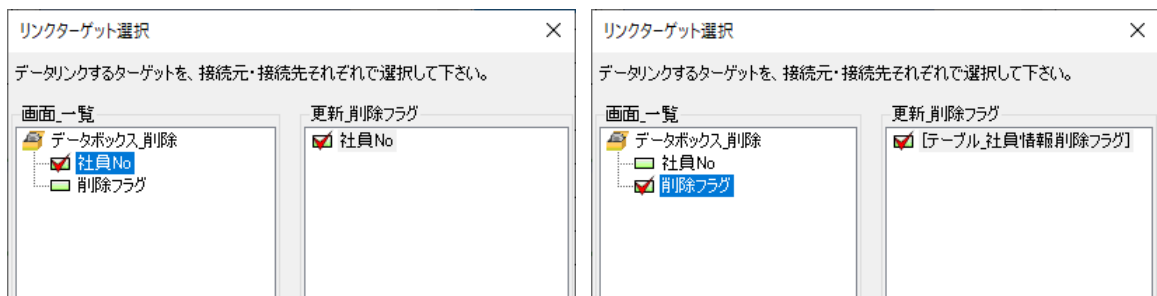 リンクターゲット選択
データリンクするターゲットを、接続元・接続先それぞれで選択して下さい。
画面_一覧
データボックス_削除
社員No
削除フラグ
更新_削除フラグ
社員No
リンクターゲット選択
データリンクするターゲットを、接続元・接続先それぞれで選択して下さい。
画面_一覧
データボックス_削除
社員No
削除フラグ
更新_削除フラグ
[テーブル_社員情報削除フラグ]